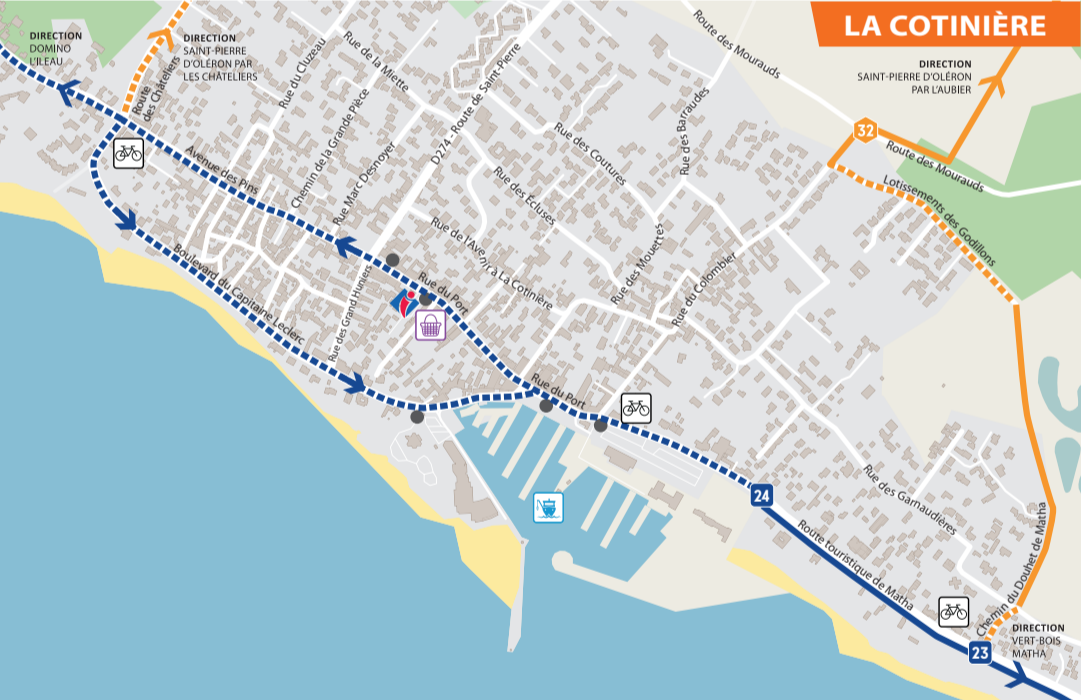 LA COTINIÈRE
DIRECTION
DOMINO
L'ILEAU
DIRECTION
SAINT-PIERRE
D'OLÉRON PAR
LES CHÂTELIERS
DIRECTION
SAINT-PIERRE D'OLÉRON
PAR L'AUBIER
Route des Mourauds
Route
des Châteliers
Rue du Cluzeau
Rue de la Miette
D274 - Route de Saint-Pierre
Chemin de la Grande Pièce
Rue Marc Desnoyer
Rue des Coutures
Rue des Barraudes
32
Route des Mourauds
Avenue des Pins
Rue des Écluses
Lotissements des Godillons
Rue de l'Avenir à La Cotinière
Rue des Mouettes
Rue du Colombier
Boulevard du Capitaine Leclerc
Rue des Grand Huniers
Rue du Port
Rue du Port
24
Rue des Garnaudières
Route touristique de Matha
Chemin du Douhet de Matha
23
DIRECTION
VERT-BOIS
MATHA